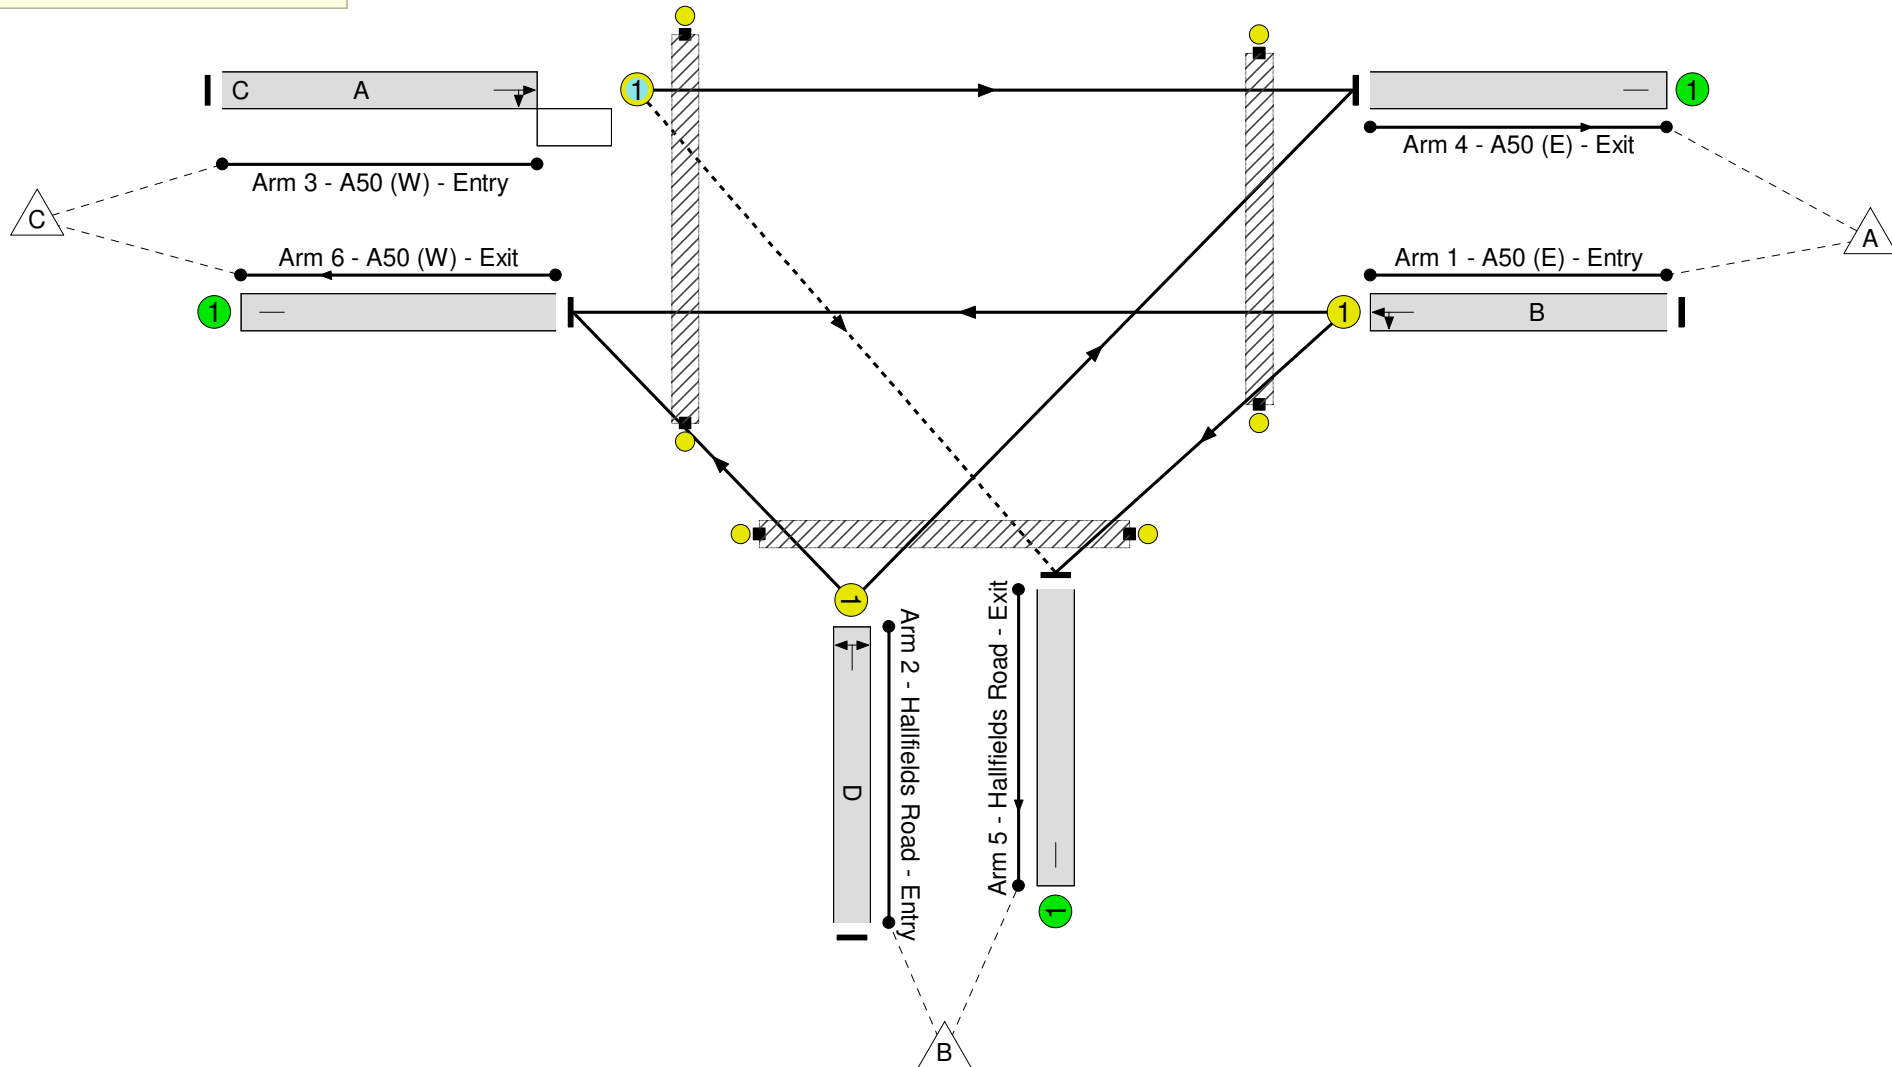 C A
1
1
Arm 4 - A50 (E) - Exit
Arm 3 - A50 (W) - Entry
C
A
Arm 6 - A50 (W) - Exit
Arm 1 - A50 (E) - Entry
1
1
B
1
Arm 2 - Hallfields Road - Entry
Arm 5 - Hallfields Road - Exit
D
1
B